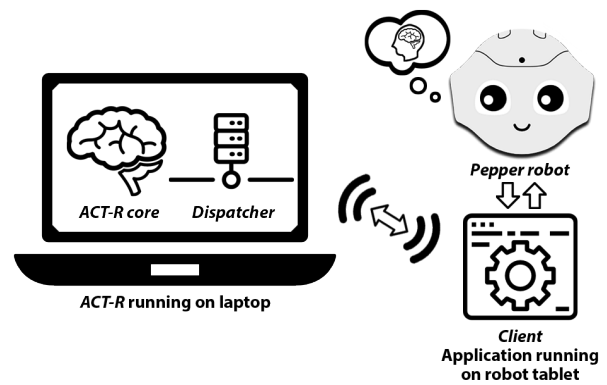 ACT-R core
Dispatcher
ACT-R running on laptop
Pepper robot
Client
Application running
on robot tablet